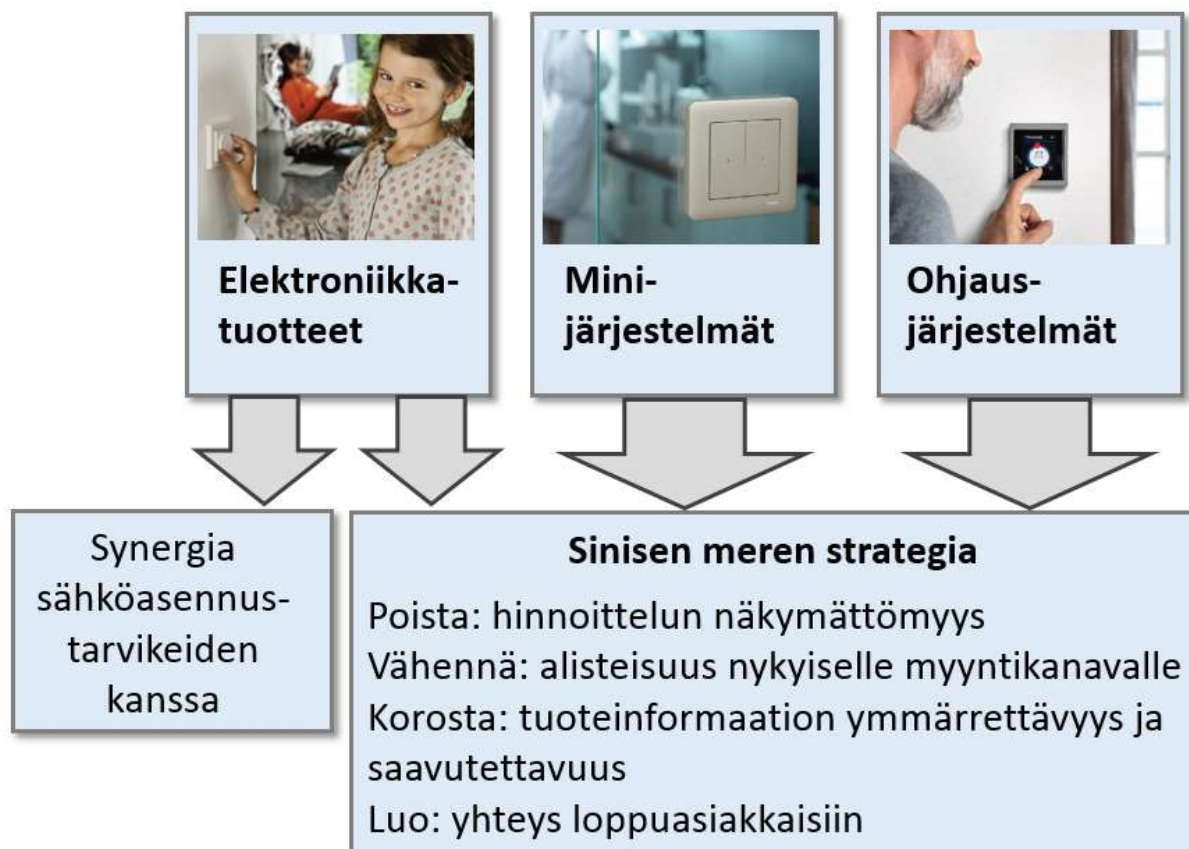 Elektroniikka-
tuotteet
Mini-
järjestelmät
Ohjaus-
järjestelmät
Synergia
sähköasennus-
tarvikeiden
kanssa
Sinisen meren strategia
Poista: hinnoittelun näkymättömyys
Vähennä: alisteisuus nykyiselle myyntikanavalle
Korosta: tuoteinformaation ymmärrettävyys ja
saavutettavuus
Luo: yhteys loppuasiakkaisiin